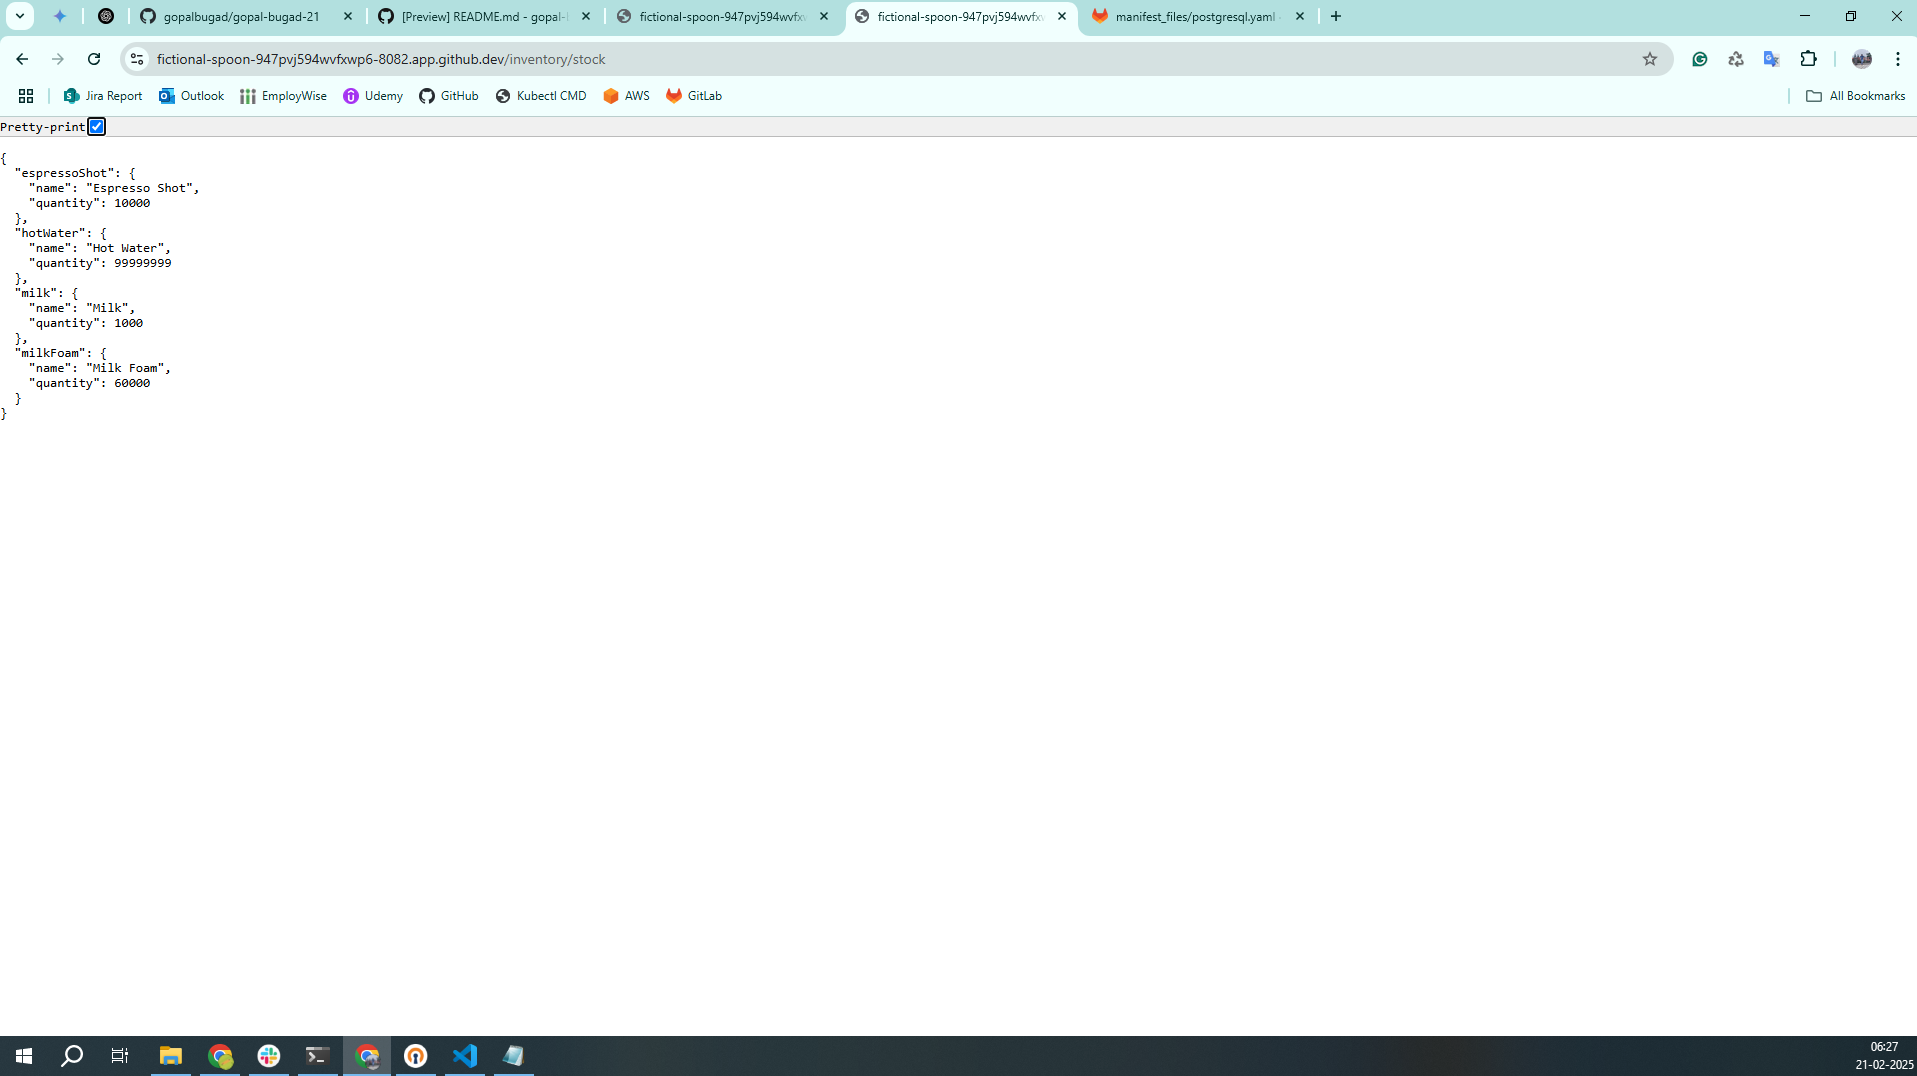 gopalbugad/gopal-bugad-21
[Preview] README.md - gopal-
fictional-spoon-947pvj594wvfx
fictional-spoon-947pvj594wvfx
manifest_files/postgresql.yaml
fictional-spoon-947pvj594wvfxwp6-8082.app.github.dev/inventory/stock
Jira Report
Outlook
EmployWise
Udemy
GitHub
Kubectl CMD
AWS
GitLab
All Bookmarks
Pretty-print
{
  "espressoShot": {
    "name": "Espresso Shot",
    "quantity": 10000
  },
  "hotWater": {
    "name": "Hot Water",
    "quantity": 99999999
  },
  "milk": {
    "name": "Milk",
    "quantity": 1000
  },
  "milkFoam": {
    "name": "Milk Foam",
    "quantity": 60000
  }
}
06:27
21-02-2025